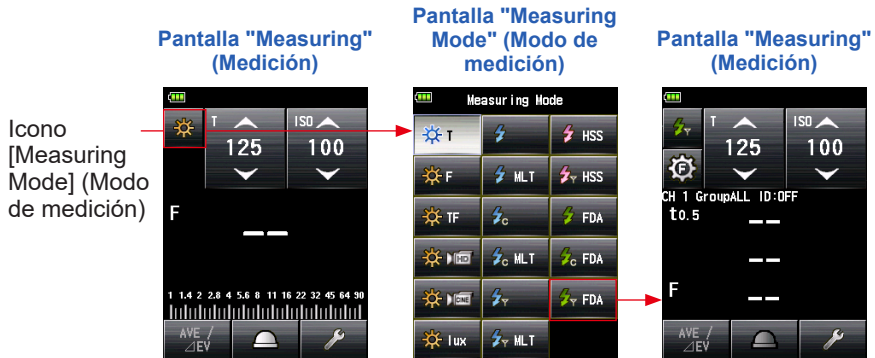 Pantalla "Measuring"
(Medición)
Pantalla "Measuring
Mode" (Modo de
medición)
Pantalla "Measuring"
(Medición)
Icono
[Measuring
Mode] (Modo
de medición)
T
125
ISO
100
F
1 1.4 2 2.8 4 5.6 8 11 16 22 32 45 64 90
AVE /
⊿EV
Measuring Mode
T
HSS
F
MLT
HSS
TF
C
FDA
HD
C MLT
C FDA
CINE
FDA
lux
MLT
T
125
ISO
100
F
CH 1 GroupALL ID:OFF
t0.5
F
AVE /
⊿EV